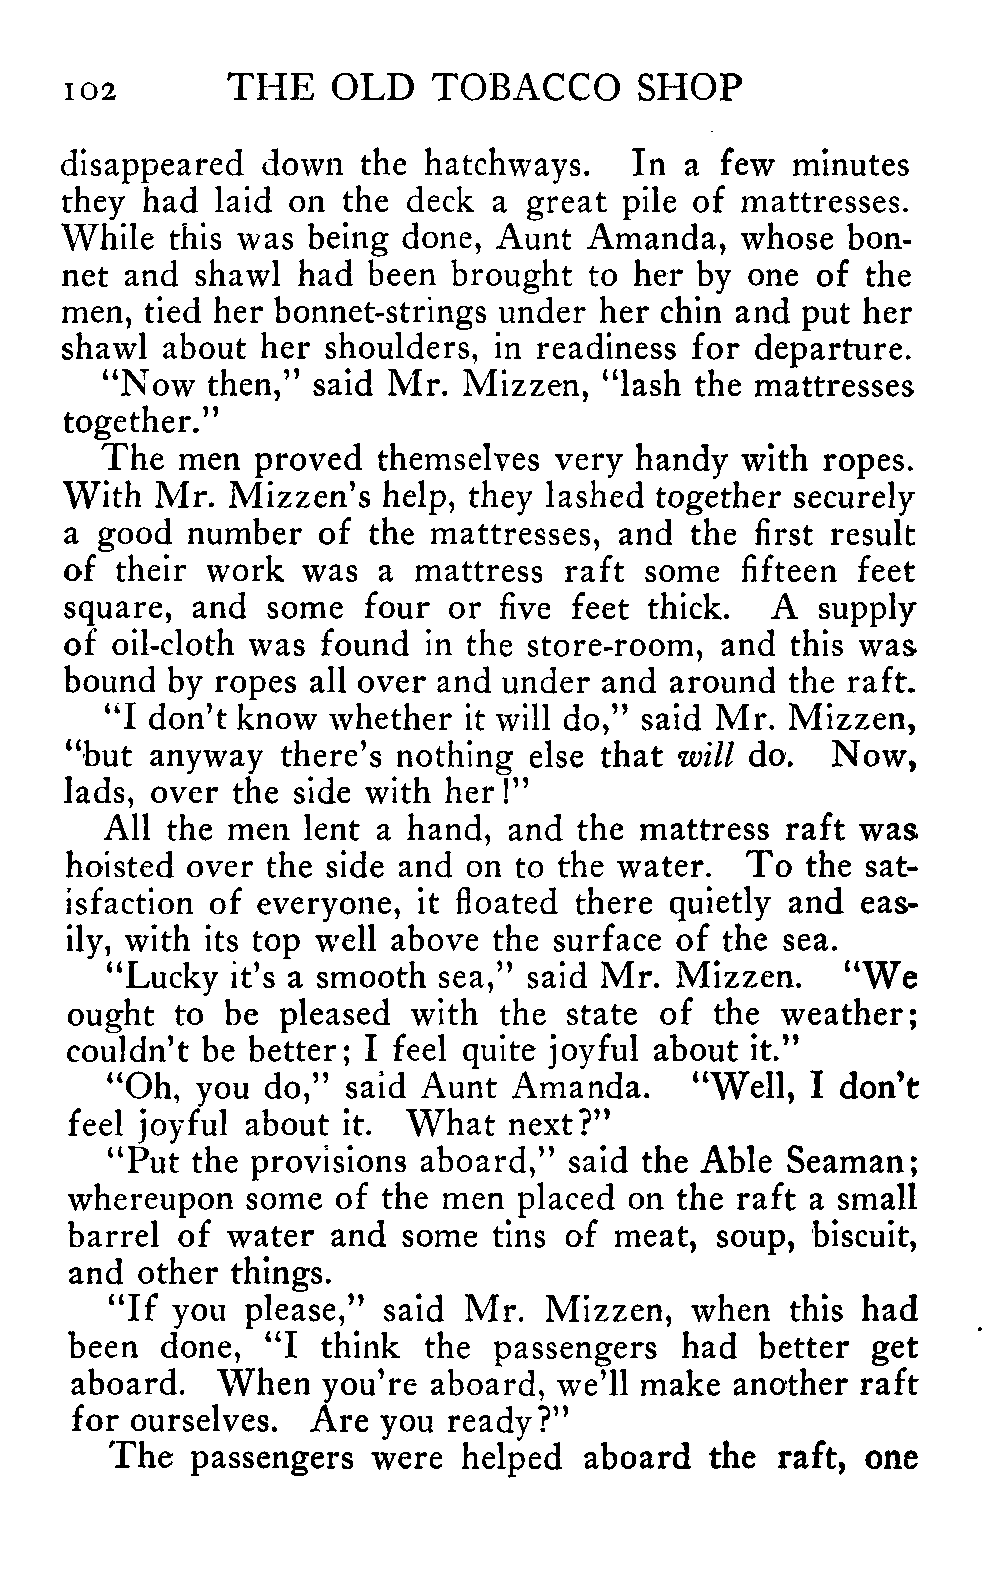 102 THE OLD TOBACCO SHOP
disappeared down the hatchways. In a few minutes
they had laid on the deck a great pile of mattresses.
While this was being done, Aunt Amanda, whose bon-
net and shawl had been brought to her by one of the
men, tied her bonnet-strings under her chin and put her
shawl about her shoulders, in readiness for departure.
"Now then," said Mr. Mizzen, "lash the mattresses
together."
The men proved themselves very handy with ropes.
With Mr. Mizzen's help, they lashed together securely
a good number of the mattresses, and the first result
of their work was a mattress raft some fifteen feet
square, and some four or five feet thick. A supply
of oil-cloth was found in the store-room, and this was
bound by ropes all over and under and around the raft.
"I don't know whether it will do," said Mr. Mizzen,
"but anyway there's nothing else that will do. Now,
lads, over the side with her!"
All the men lent a hand, and the mattress raft was
hoisted over the side and on to the water. To the sat-
isfaction of everyone, it floated there quietly and eas-
ily, with its top well above the surface of the sea.
"Lucky it's a smooth sea," said Mr. Mizzen. "We
ought to be pleased with the state of the weather;
couldn't be better; I feel quite joyful about it."
"Oh, you do," said Aunt Amanda. "Well, I don't
feel joyful about it. What next?"
"Put the provisions aboard," said the Able Seaman;
whereupon some of the men placed on the raft a small
barrel of water and some tins of meat, soup, biscuit,
and other things.
"If you please," said Mr. Mizzen, when this had
been done, "I think the passengers had better get
aboard. When you're aboard, we'll make another raft
for ourselves. Are you ready?"
The passengers were helped aboard the raft, one